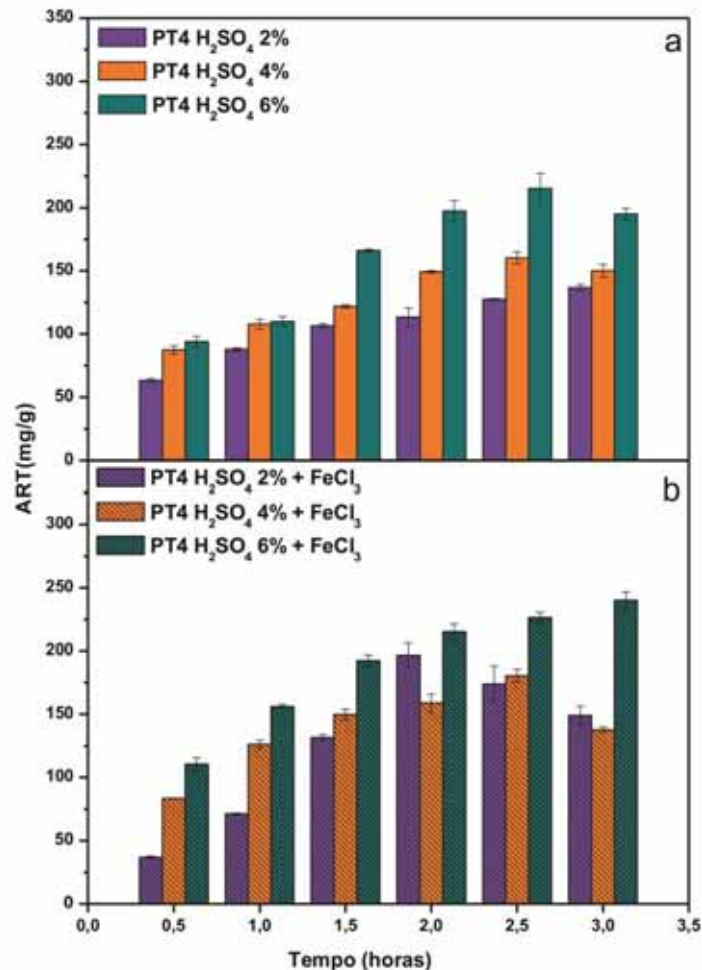 a
PT4 H₂SO₄ 2%
PT4 H₂SO₄ 4%
PT4 H₂SO₄ 6%
350
300
250
200
150
100
50
0
ART(mg/g)
b
PT4 H₂SO₄ 2% + FeCl₃
PT4 H₂SO₄ 4% + FeCl₃
PT4 H₂SO₄ 6% + FeCl₃
300
250
200
150
100
50
0
0,0 0,5 1,0 1,5 2,0 2,5 3,0 3,5
Tempo (horas)